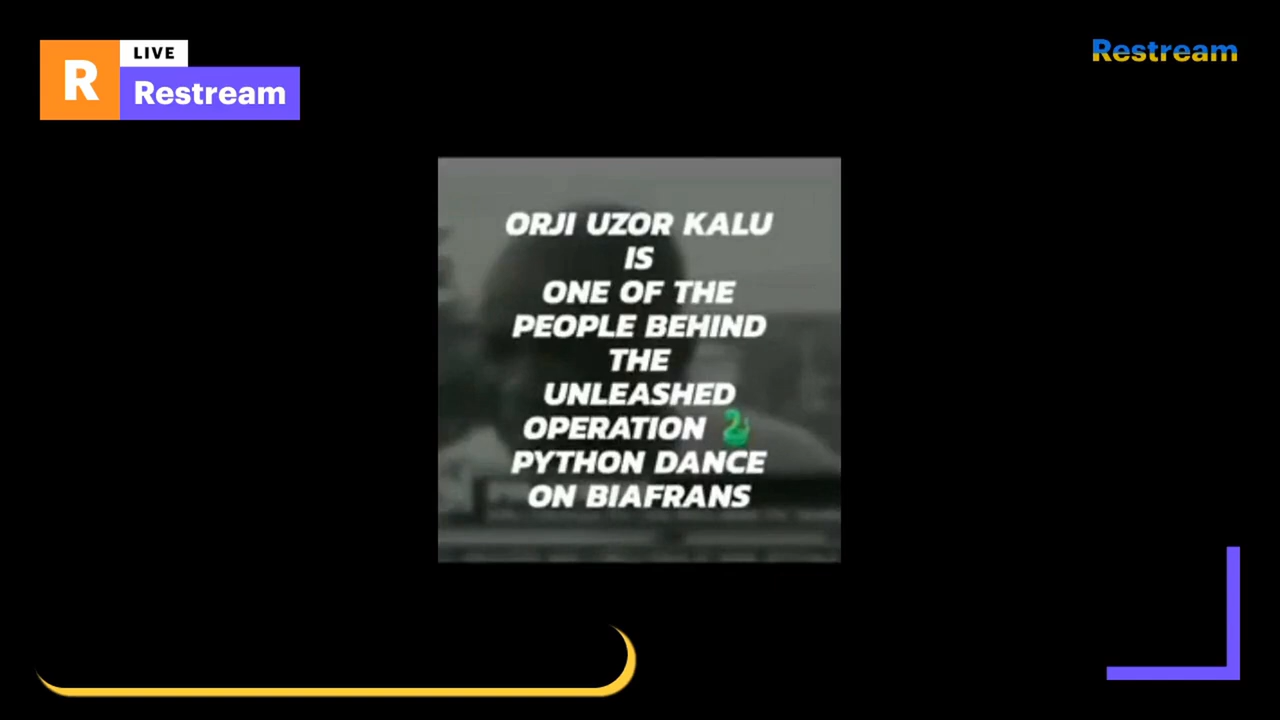 R
LIVE
Restream
Restream
ORJI UZOR KALU
IS
ONE OF THE
PEOPLE BEHIND
THE
UNLEASHED
OPERATION 🐍
PYTHON DANCE
ON BIAFRANS